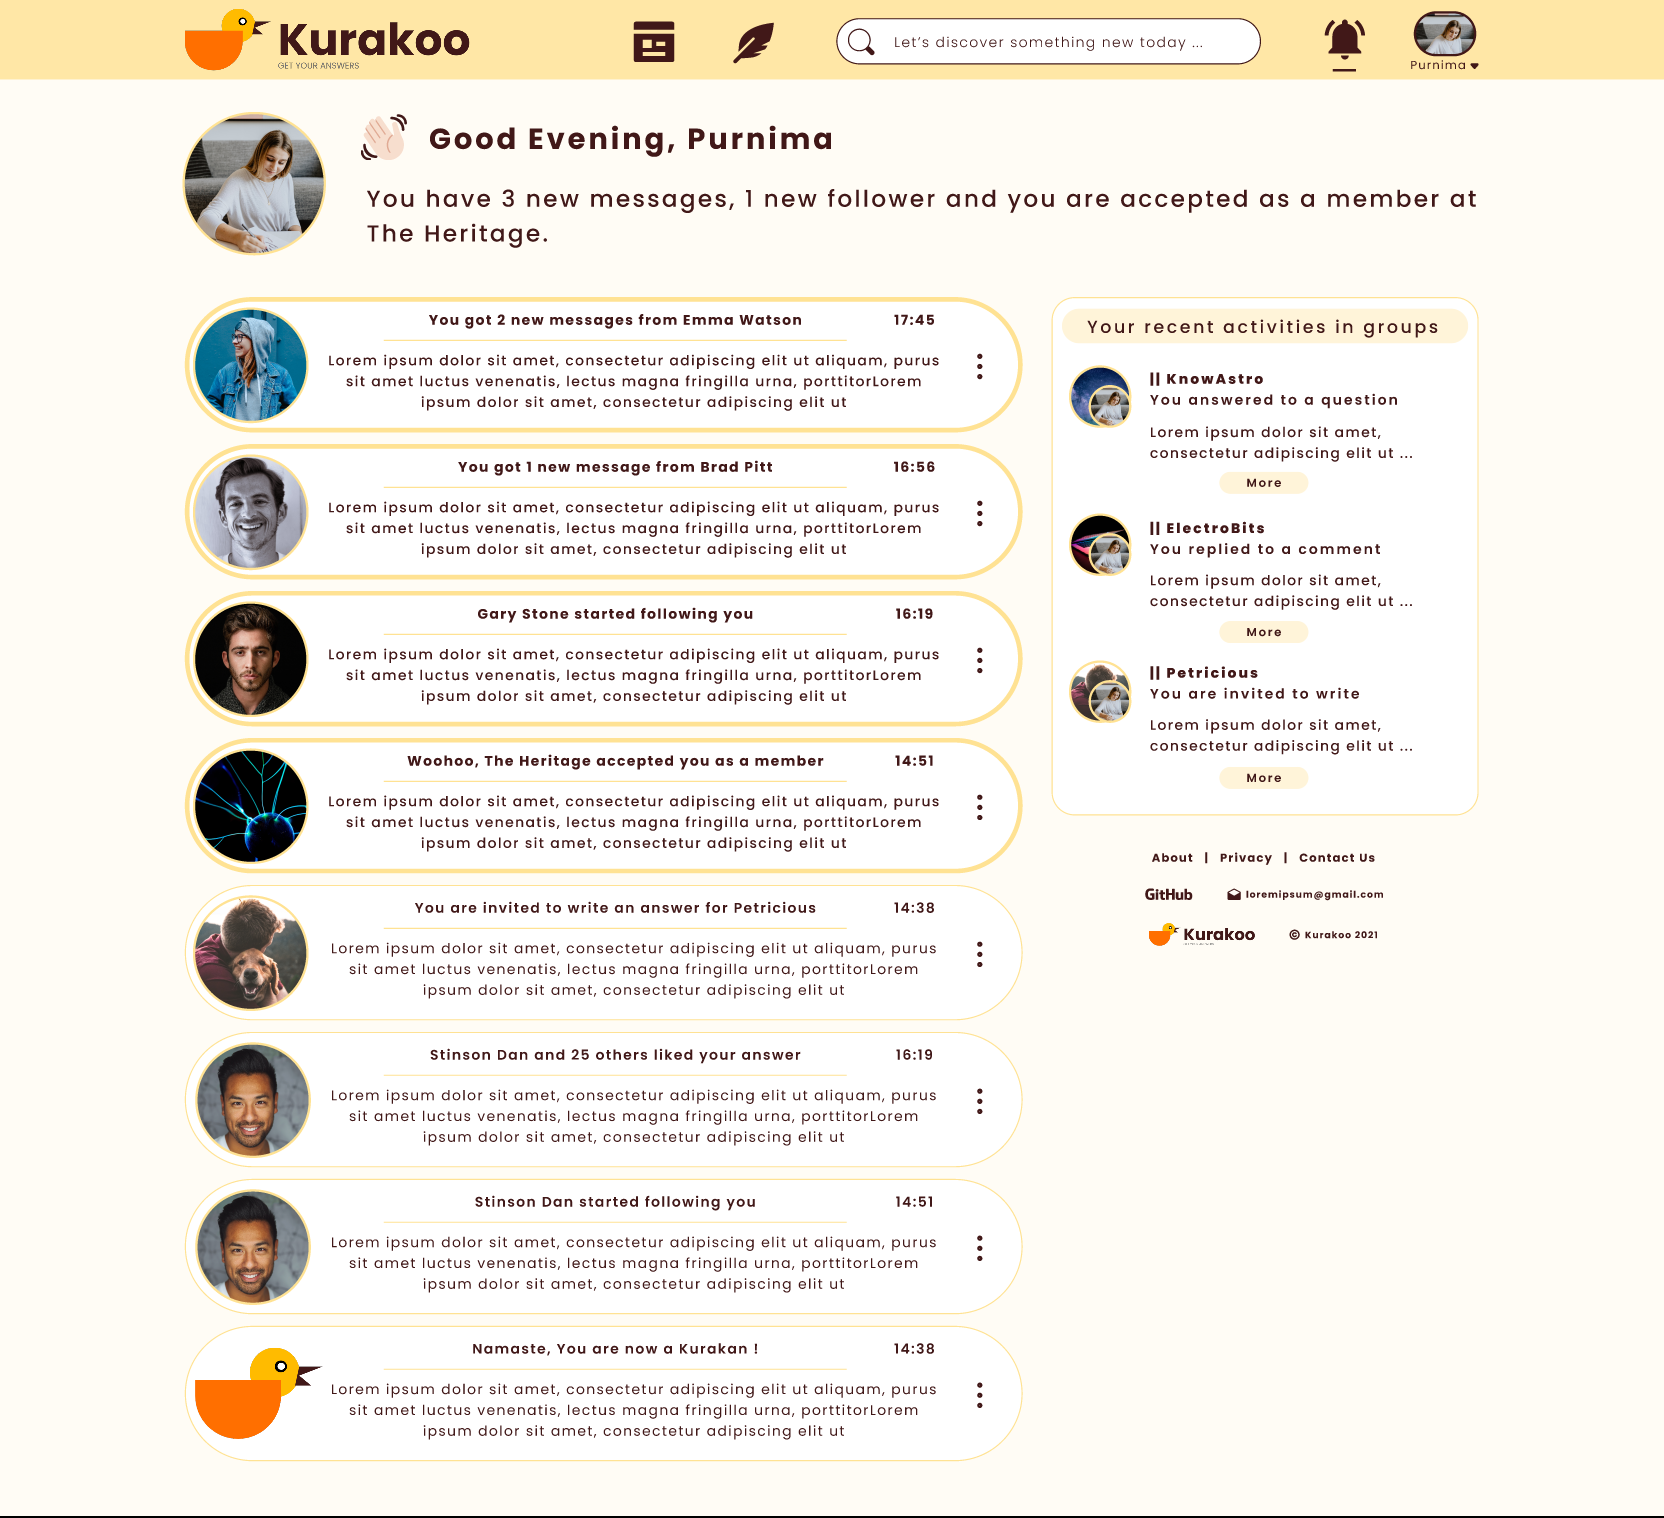 Kurakoo
GET YOUR ANSWERS
Let's discover something new today ...
Purnima
Good Evening, Purnima
You have 3 new messages, 1 new follower and you are accepted as a member at
The Heritage.
You got 2 new messages from Emma Watson 17:45
Lorem ipsum dolor sit amet, consectetur adipiscing elit ut aliquam, purus
sit amet luctus venenatis, lectus magna fringilla urna, porttitorLorem
ipsum dolor sit amet, consectetur adipiscing elit ut
You got 1 new message from Brad Pitt 16:56
Lorem ipsum dolor sit amet, consectetur adipiscing elit ut aliquam, purus
sit amet luctus venenatis, lectus magna fringilla urna, porttitorLorem
ipsum dolor sit amet, consectetur adipiscing elit ut
Gary Stone started following you 16:19
Lorem ipsum dolor sit amet, consectetur adipiscing elit ut aliquam, purus
sit amet luctus venenatis, lectus magna fringilla urna, porttitorLorem
ipsum dolor sit amet, consectetur adipiscing elit ut
Woohoo, The Heritage accepted you as a member 14:51
Lorem ipsum dolor sit amet, consectetur adipiscing elit ut aliquam, purus
sit amet luctus venenatis, lectus magna fringilla urna, porttitorLorem
ipsum dolor sit amet, consectetur adipiscing elit ut
You are invited to write an answer for Petricious 14:38
Lorem ipsum dolor sit amet, consectetur adipiscing elit ut aliquam, purus
sit amet luctus venenatis, lectus magna fringilla urna, porttitorLorem
ipsum dolor sit amet, consectetur adipiscing elit ut
Stinson Dan and 25 others liked your answer 16:19
Lorem ipsum dolor sit amet, consectetur adipiscing elit ut aliquam, purus
sit amet luctus venenatis, lectus magna fringilla urna, porttitorLorem
ipsum dolor sit amet, consectetur adipiscing elit ut
Stinson Dan started following you 14:51
Lorem ipsum dolor sit amet, consectetur adipiscing elit ut aliquam, purus
sit amet luctus venenatis, lectus magna fringilla urna, porttitorLorem
ipsum dolor sit amet, consectetur adipiscing elit ut
Namaste, You are now a Kurakan ! 14:38
Lorem ipsum dolor sit amet, consectetur adipiscing elit ut aliquam, purus
sit amet luctus venenatis, lectus magna fringilla urna, porttitorLorem
ipsum dolor sit amet, consectetur adipiscing elit ut
Your recent activities in groups
|| KnowAstro
You answered to a question
Lorem ipsum dolor sit amet,
consectetur adipiscing elit ut ...
More
|| ElectroBits
You replied to a comment
Lorem ipsum dolor sit amet,
consectetur adipiscing elit ut ...
More
|| Petricious
You are invited to write
Lorem ipsum dolor sit amet,
consectetur adipiscing elit ut ...
More
About | Privacy | Contact Us
GitHub loremipsum@gmail.com
Kurakoo © Kurakoo 2021